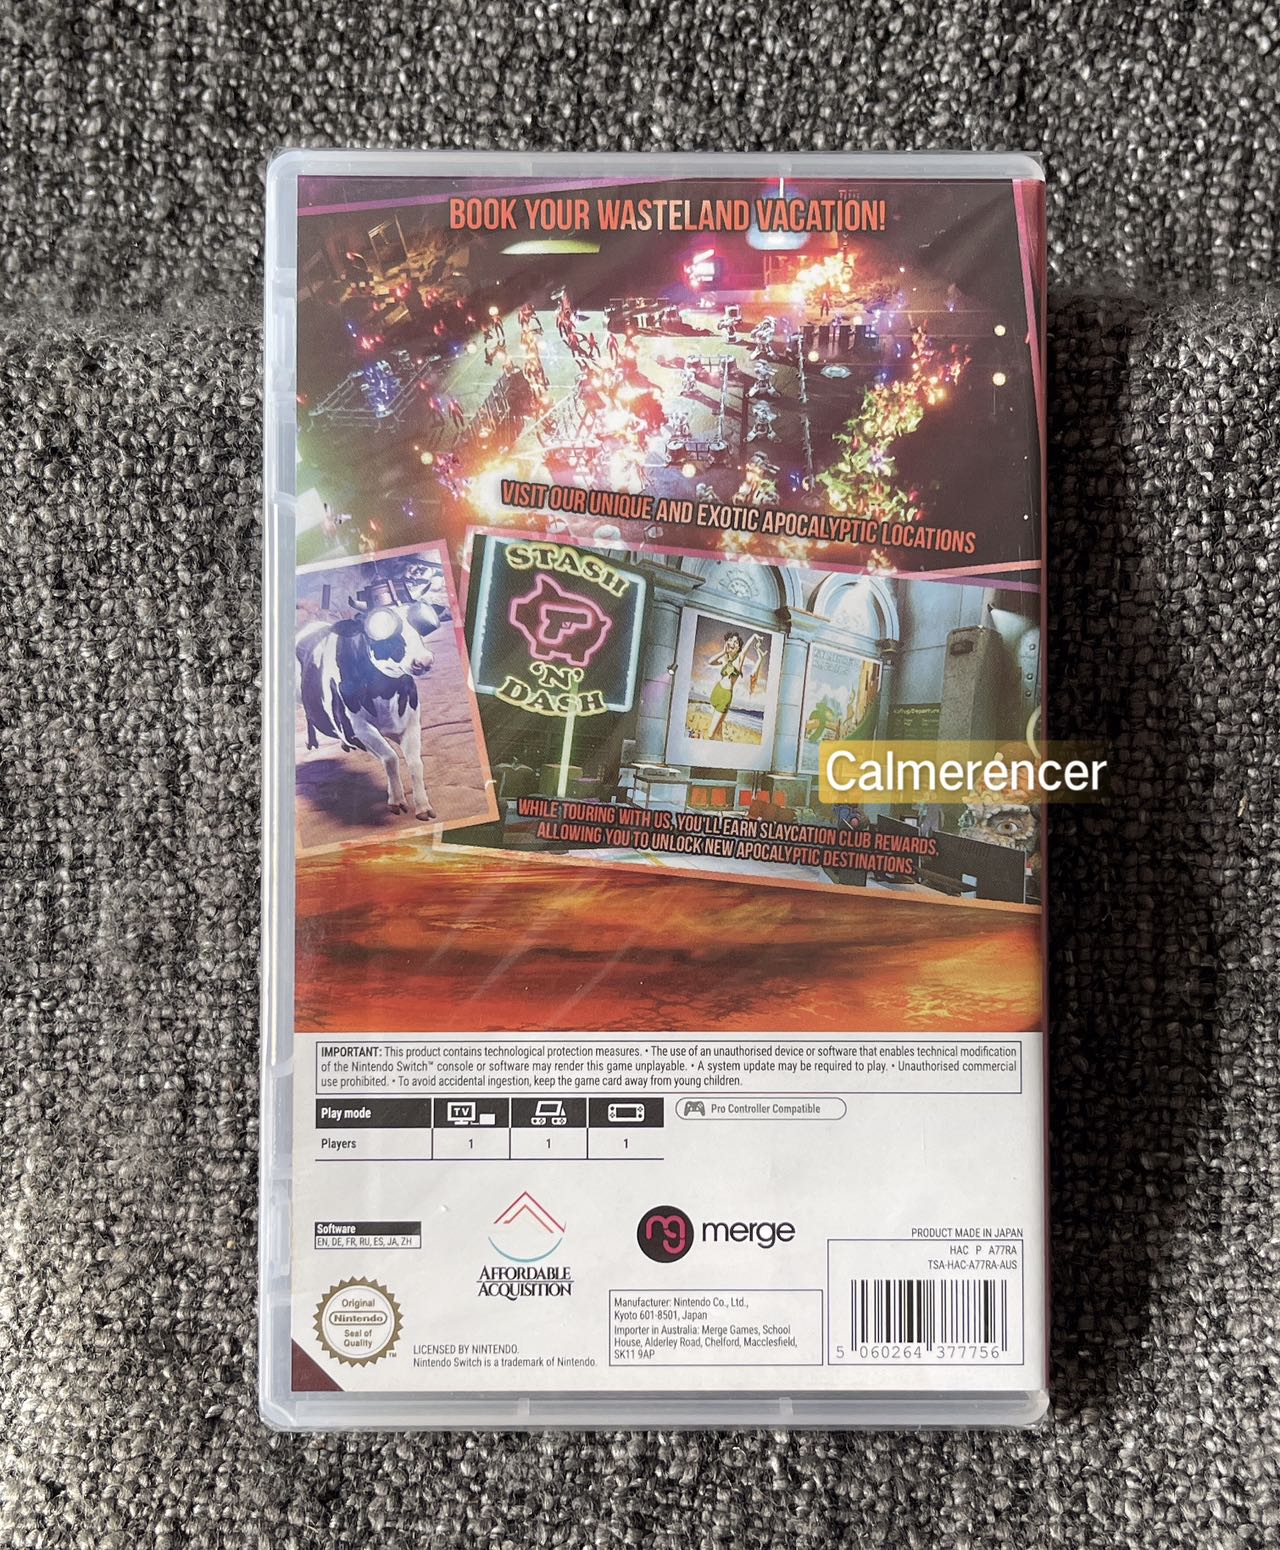 BOOK YOUR WASTELAND VACATION!
VISIT OUR UNIQUE AND EXOTIC APOCALYPTIC LOCATIONS
STASH
'N'
DASH
Calmerencer
WHILE TOURING WITH US, YOU'LL EARN SLAYCATION CLUB REWARDS,
ALLOWING YOU TO UNLOCK NEW APOCALYPTIC DESTINATIONS.
IMPORTANT: This product contains technological protection measures. • The use of an unauthorised device or software that enables technical modification
of the Nintendo Switch™ console or software may render this game unplayable. • A system update may be required to play. • Unauthorised commercial
use prohibited. • To avoid accidental ingestion, keep the game card away from young children.
Play mode
TV
Pro Controller Compatible
Players 1 1 1
Software
EN, DE, FR, RU, ES, JA, ZH
AFFORDABLE
ACQUISITION
merge
PRODUCT MADE IN JAPAN
HAC P A77RA
TSA-HAC-A77RA-AUS
Original
Nintendo
Seal of
Quality
TM
LICENSED BY NINTENDO.
Nintendo Switch is a trademark of Nintendo.
Manufacturer: Nintendo Co., Ltd.,
Kyoto 601-8501, Japan
Importer in Australia: Merge Games, School
House, Alderley Road, Chelford, Macclesfield,
SK11 9AP
5 060264 377756